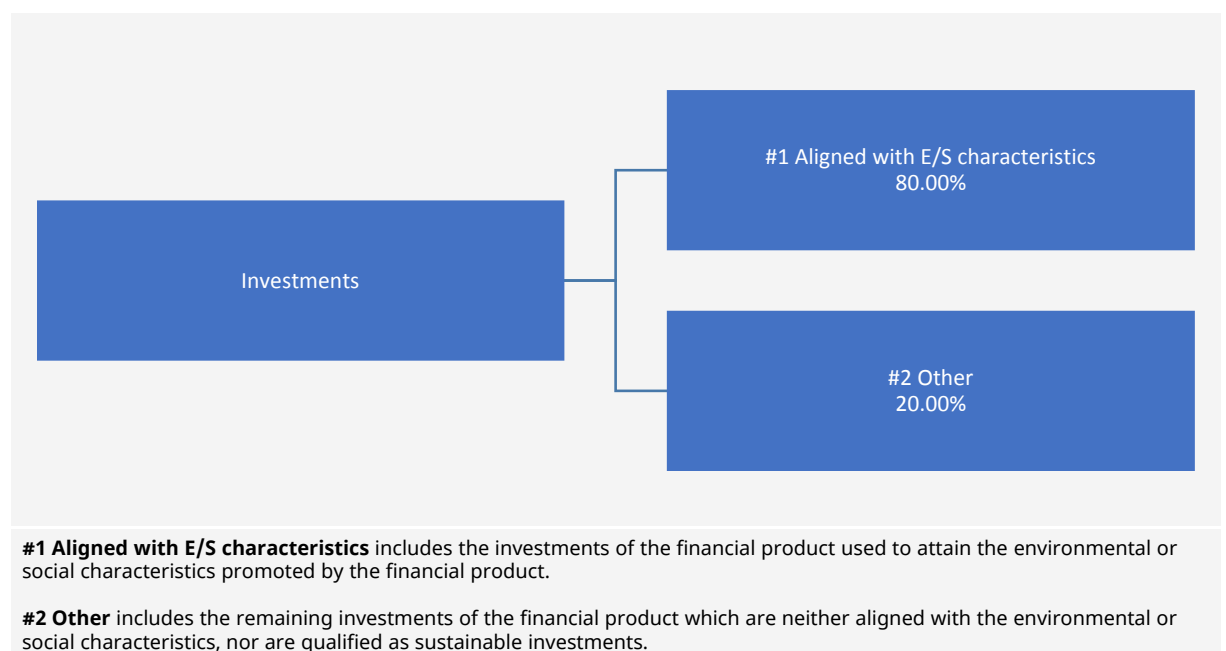 #1 Aligned with E/S characteristics
80.00%
Investments
#2 Other
20.00%
#1 Aligned with E/S characteristics includes the investments of the financial product used to attain the environmental or
social characteristics promoted by the financial product.
#2 Other includes the remaining investments of the financial product which are neither aligned with the environmental or
social characteristics, nor are qualified as sustainable investments.